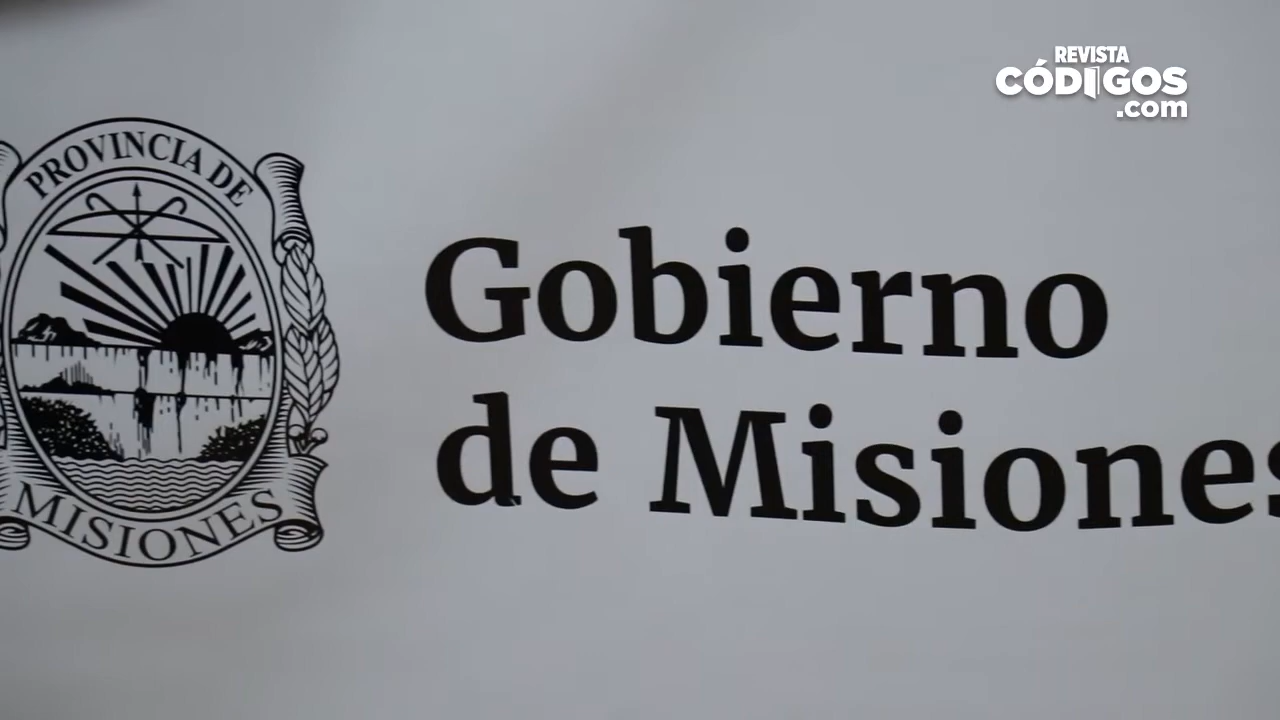 REVISTA
CÓDIGOS
.com
PROVINCIA DE
MISIONES
Gobierno
de Misiones